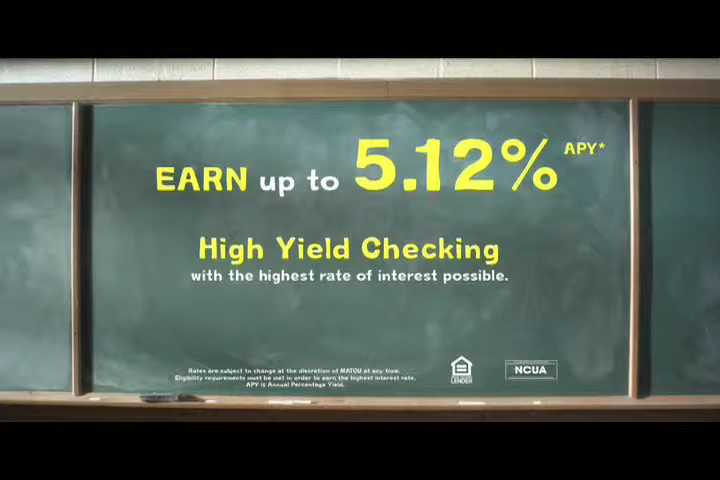 EARN up to 5.12% APY*
High Yield Checking
with the highest rate of interest possible.
Rates are subject to change at the discretion of MATCU at any time.
Eligibility requirements must be met in order to earn the highest interest rate.
APY is Annual Percentage Yield.
LENDER
NCUA